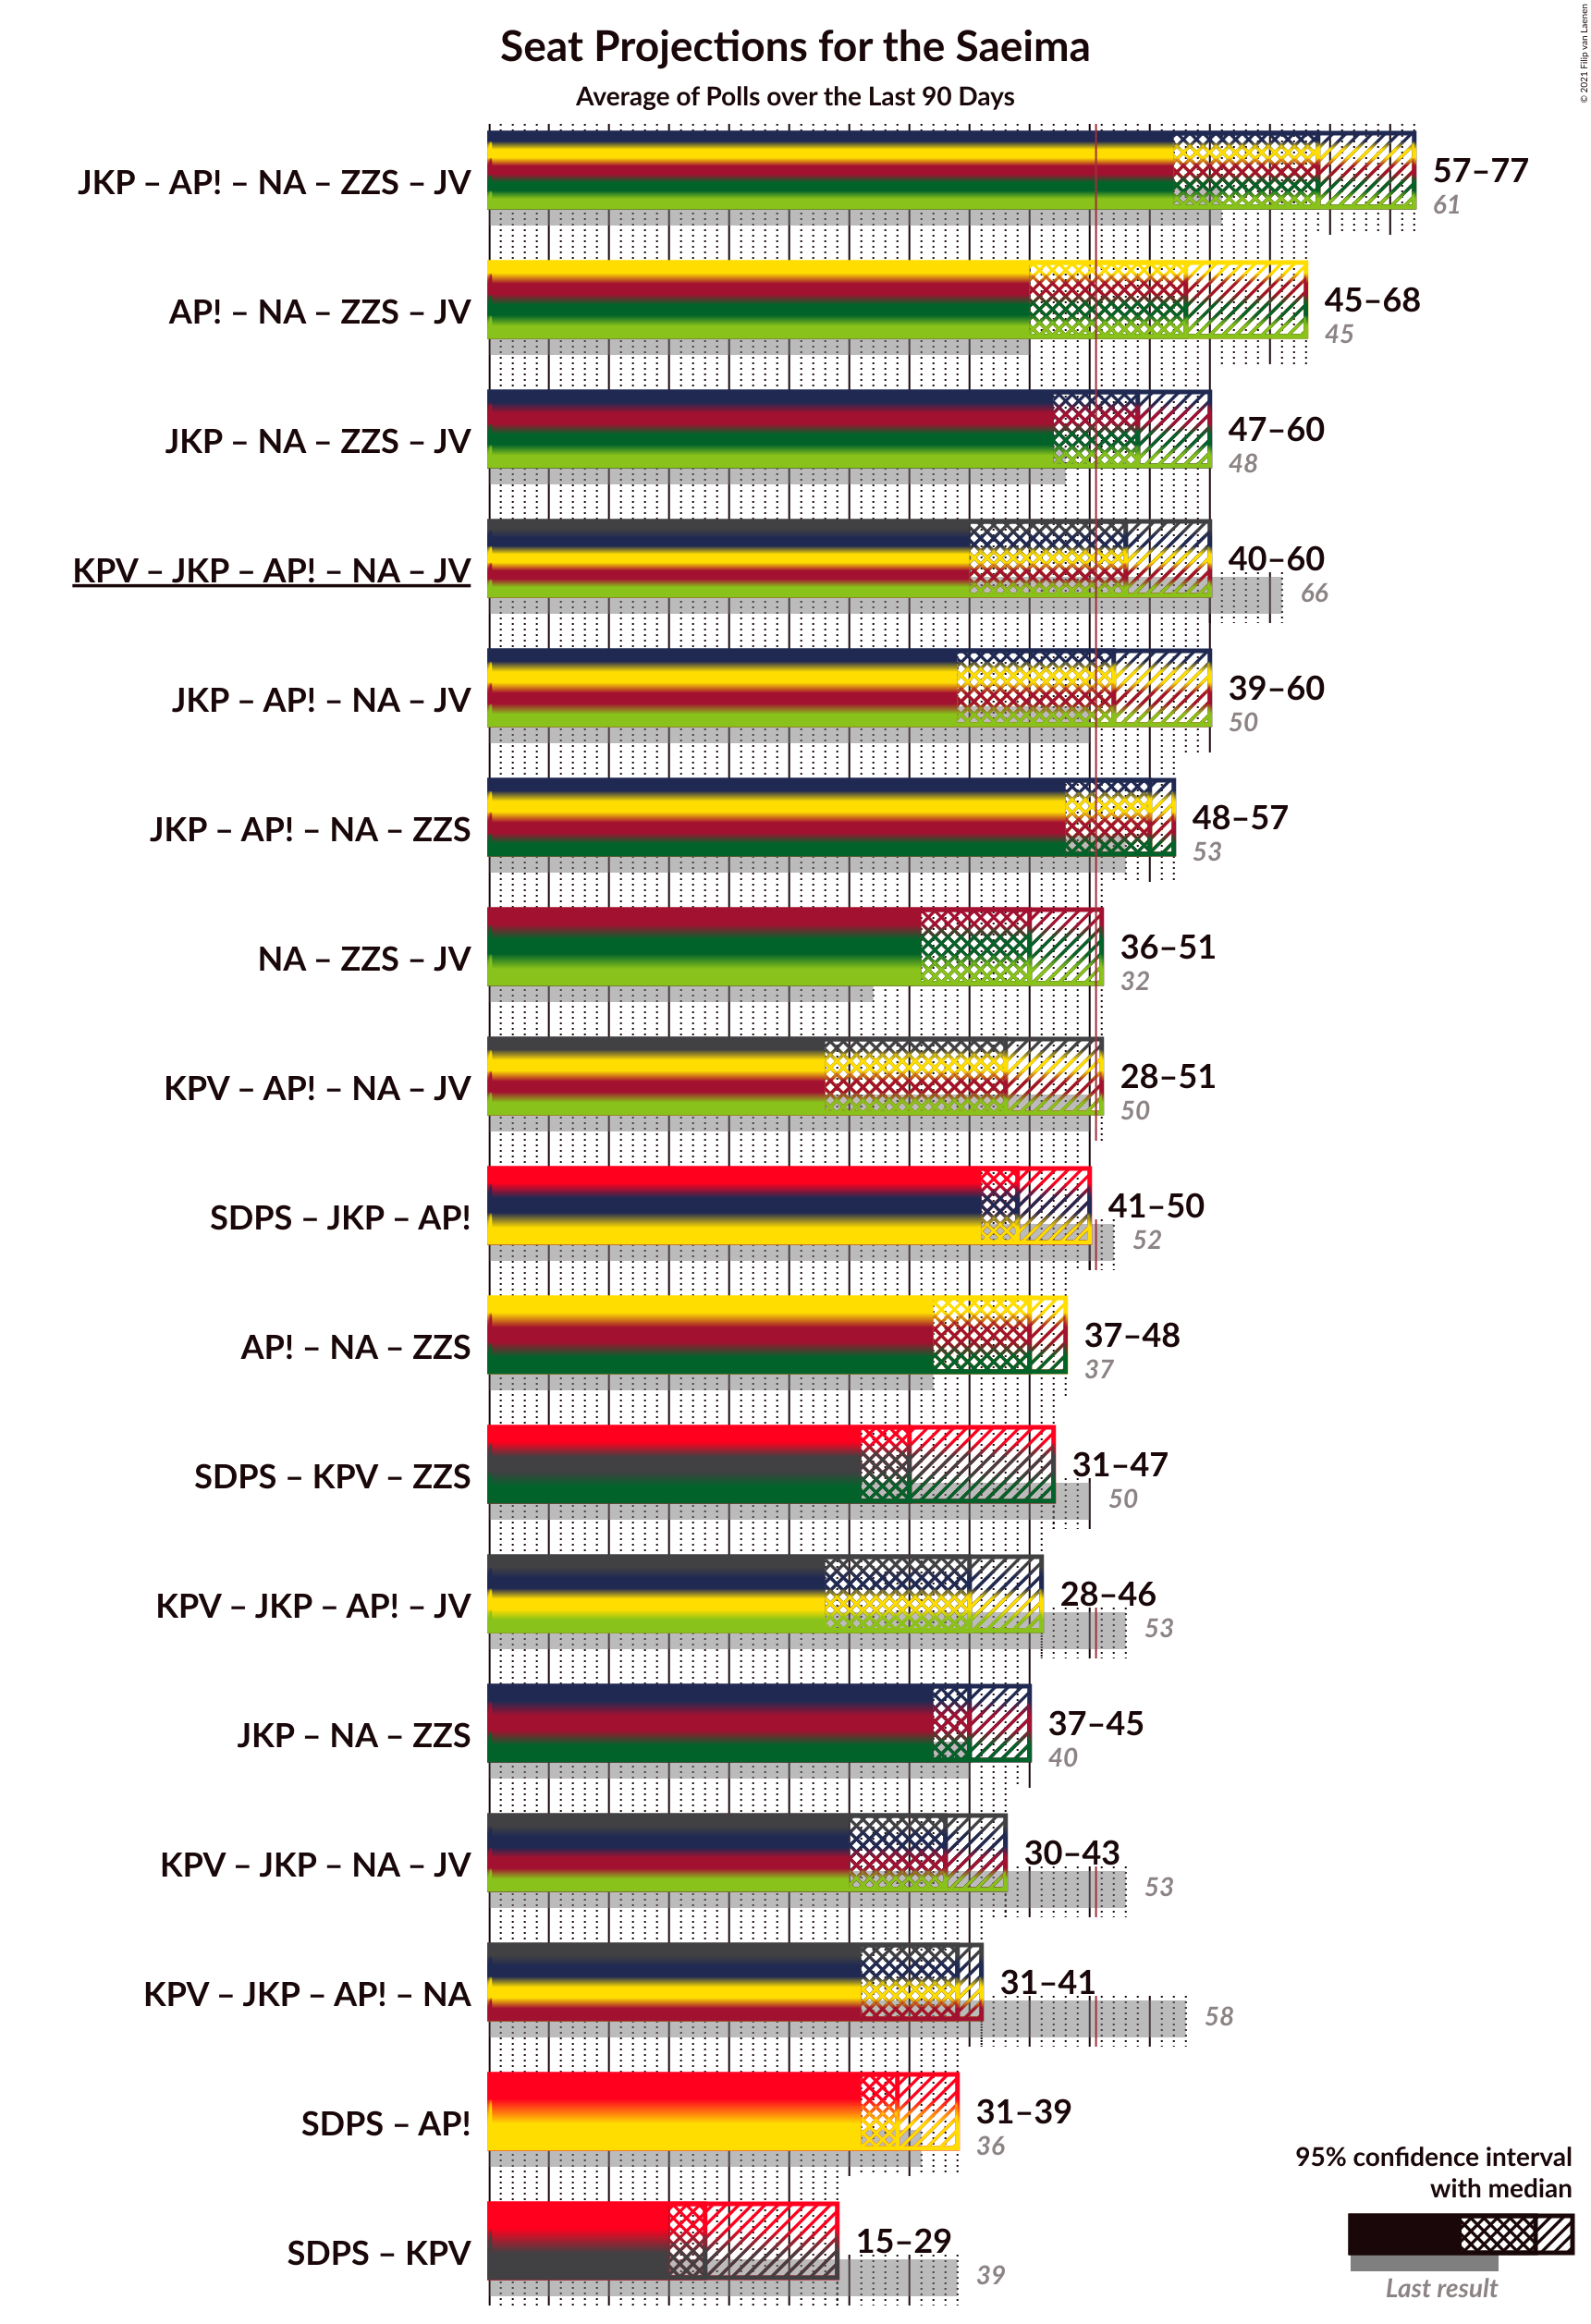 Seat Projections for the Saeima
Average of Polls over the Last 90 Days
© 2021 Filip van Laenen
JKP – AP! – NA – ZZS – JV
57–77
61
AP! – NA – ZZS – JV
45–68
45
JKP – NA – ZZS – JV
47–60
48
KPV – JKP – AP! – NA – JV
40–60
66
JKP – AP! – NA – JV
39–60
50
JKP – AP! – NA – ZZS
48–57
53
NA – ZZS – JV
36–51
32
KPV – AP! – NA – JV
28–51
50
SDPS – JKP – AP!
41–50
52
AP! – NA – ZZS
37–48
37
SDPS – KPV – ZZS
31–47
50
KPV – JKP – AP! – JV
28–46
53
JKP – NA – ZZS
37–45
40
KPV – JKP – NA – JV
30–43
53
KPV – JKP – AP! – NA
31–41
58
SDPS – AP!
31–39
36
SDPS – KPV
15–29
39
95% confidence interval
with median
Last result